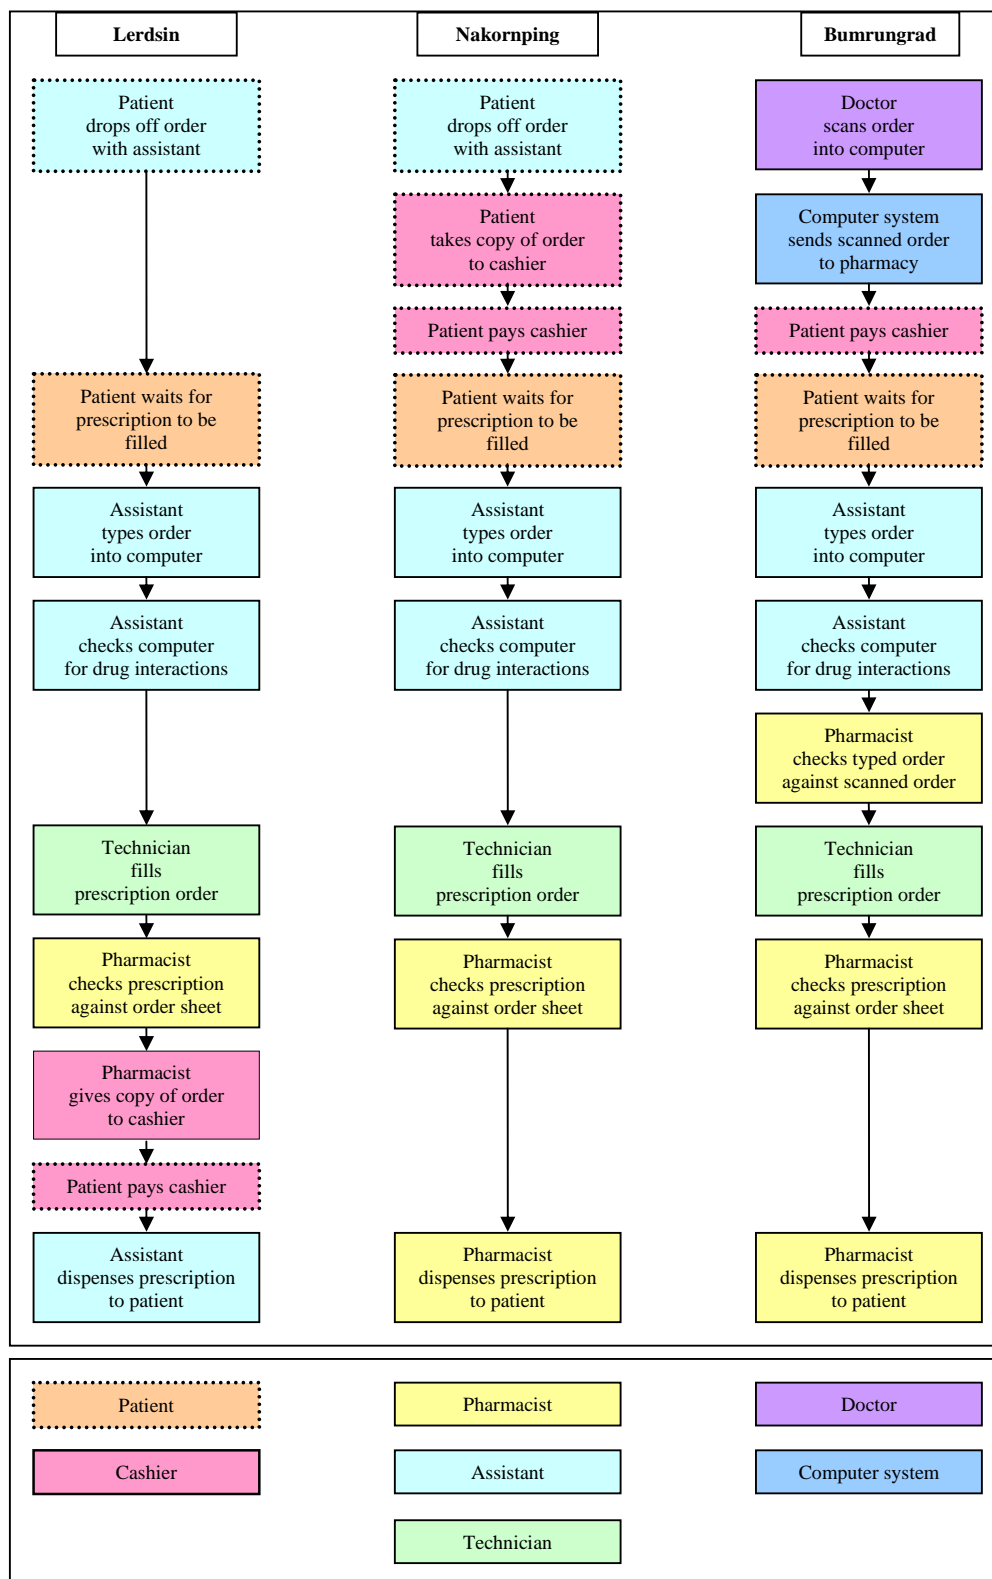 Lerdsin
Nakornping
Bumrungrad
Patient
drops off order
with assistant
Patient waits for
prescription to be
filled
Assistant
types order
into computer
Assistant
checks computer
for drug interactions
Technician
fills
prescription order
Pharmacist
checks prescription
against order sheet
Pharmacist
gives copy of order
to cashier
Patient pays cashier
Assistant
dispenses prescription
to patient
Patient
drops off order
with assistant
Patient
takes copy of order
to cashier
Patient pays cashier
Patient waits for
prescription to be
filled
Assistant
types order
into computer
Assistant
checks computer
for drug interactions
Technician
fills
prescription order
Pharmacist
checks prescription
against order sheet
Pharmacist
dispenses prescription
to patient
Doctor
scans order
into computer
Computer system
sends scanned order
to pharmacy
Patient pays cashier
Patient waits for
prescription to be
filled
Assistant
types order
into computer
Assistant
checks computer
for drug interactions
Pharmacist
checks typed order
against scanned order
Technician
fills
prescription order
Pharmacist
checks prescription
against order sheet
Pharmacist
dispenses prescription
to patient
Patient
Pharmacist
Doctor
Cashier
Assistant
Computer system
Technician